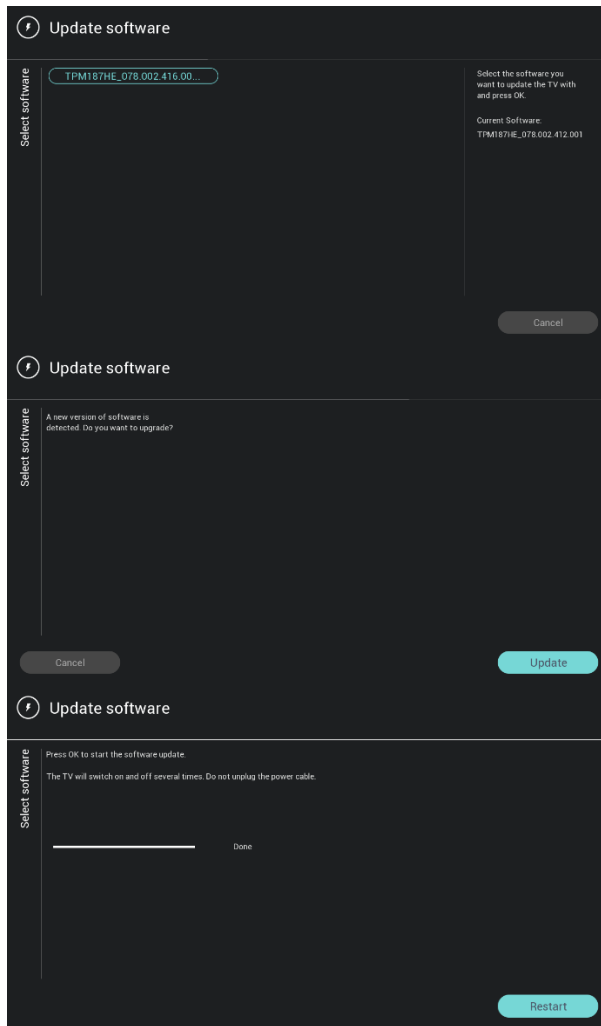 Update software
Select software
TPM187HE_078.002.416.00...
Select the software you
want to update the TV with
and press OK.
Current Software:
TPM187HE_078.002.412.001
Cancel
Update software
Select software
A new version of software is
detected. Do you want to upgrade?
Cancel
Update
Update software
Select software
Press OK to start the software update.
The TV will switch on and off several times. Do not unplug the power cable.
Done
Restart